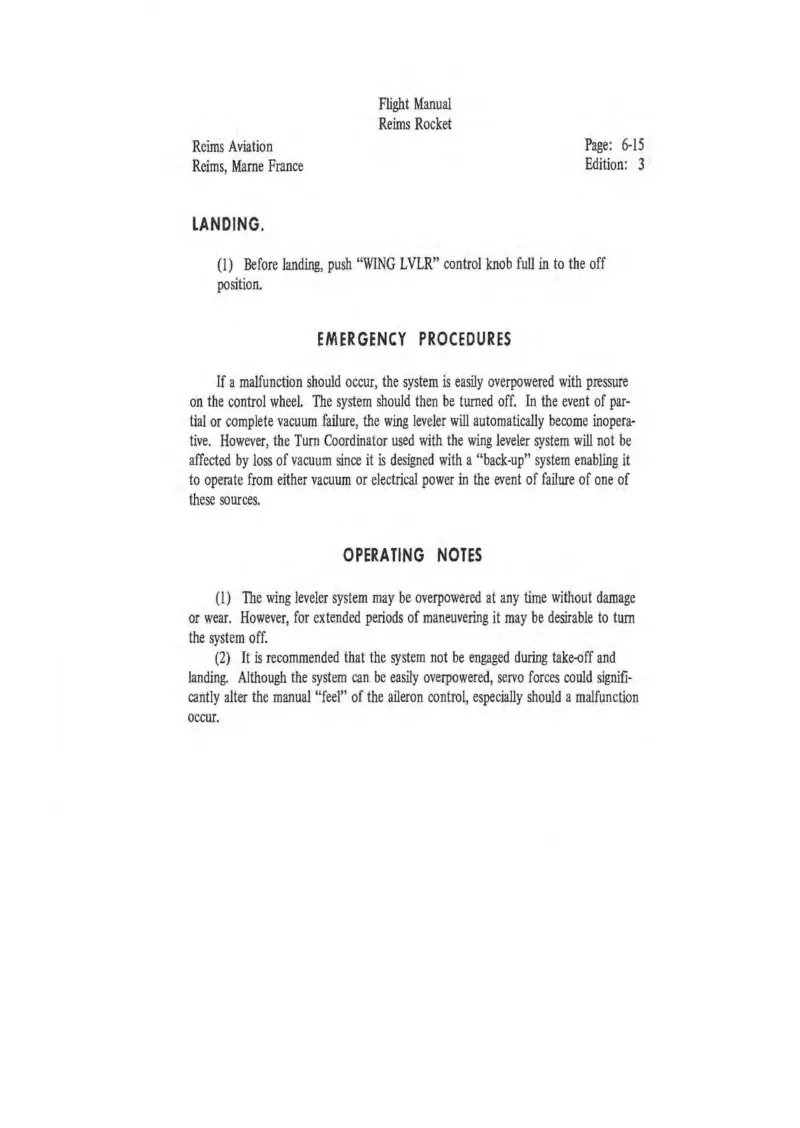 Flight Manual
Reims Rocket
Reims Aviation
Page: 6-15
Reims, Marne France
Edition: 3
LANDING.
(1) Before landing, push “WING LVLR” control knob full in to the off
position.
EMERGENCY PROCEDURES
If a malfunction should occur, the system is easily overpowered with pressure
on the control wheel. The system should then be turned off. In the event of par-
tial or complete vacuum failure, the wing leveler will automatically become inopera-
tive. However, the Turn Coordinator used with the wing leveler system will not be
affected by loss of vacuum since it is designed with a “back-up” system enabling it
to operate from either vacuum or electrical power in the event of failure of one of
these sources.
OPERATING NOTES
(1) The wing leveler system may be overpowered at any time without damage
or wear. However, for extended periods of maneuvering it may be desirable to turn
the system off.
(2) It is recommended that the system not be engaged during take-off and
landing. Although the system can be easily overpowered, servo forces could signifi-
cantly alter the manual “feel” of the aileron control, especially should a malfunction
occur.